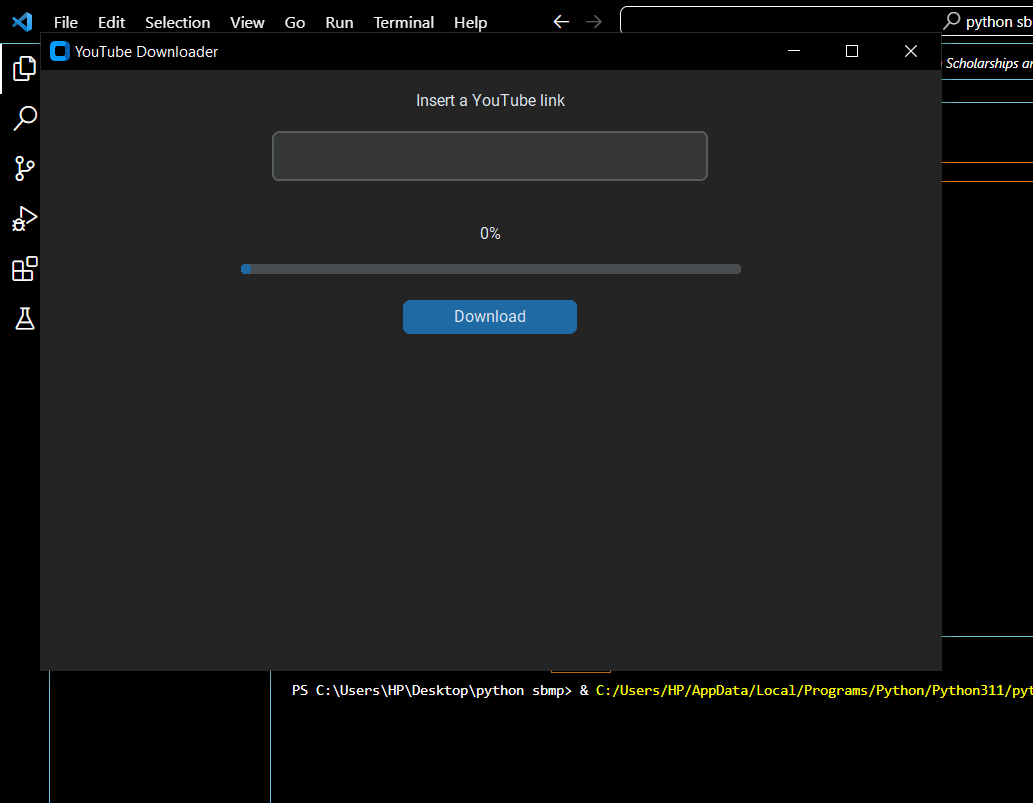 File Edit Selection View Go Run Terminal Help
python sb
YouTube Downloader
Scholarships ar
Insert a YouTube link
0%
Download
PS C:\Users\HP\Desktop\python sbmp> & C:/Users/HP/AppData/Local/Programs/Python/Python311/pyt